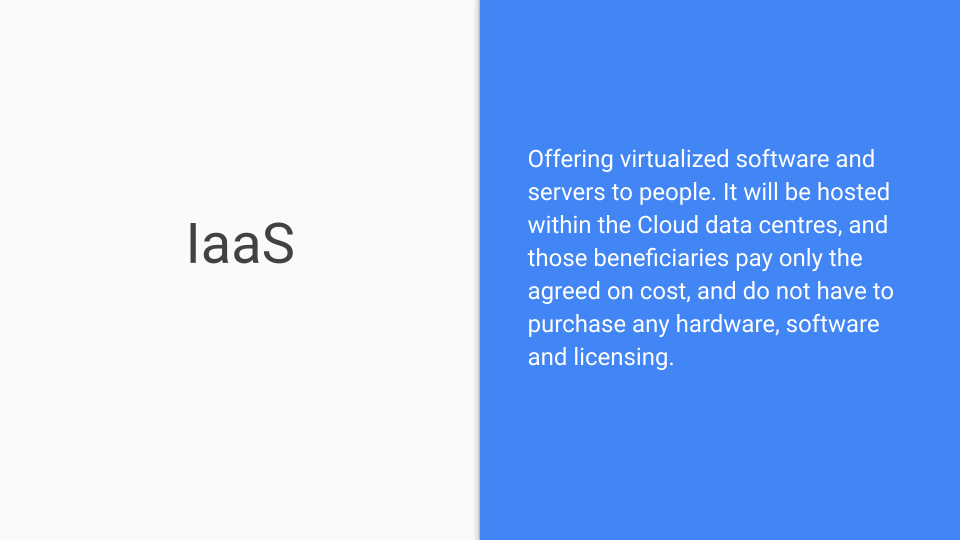 IaaS
Offering virtualized software and
servers to people. It will be hosted
within the Cloud data centres, and
those beneficiaries pay only the
agreed on cost, and do not have to
purchase any hardware, software
and licensing.